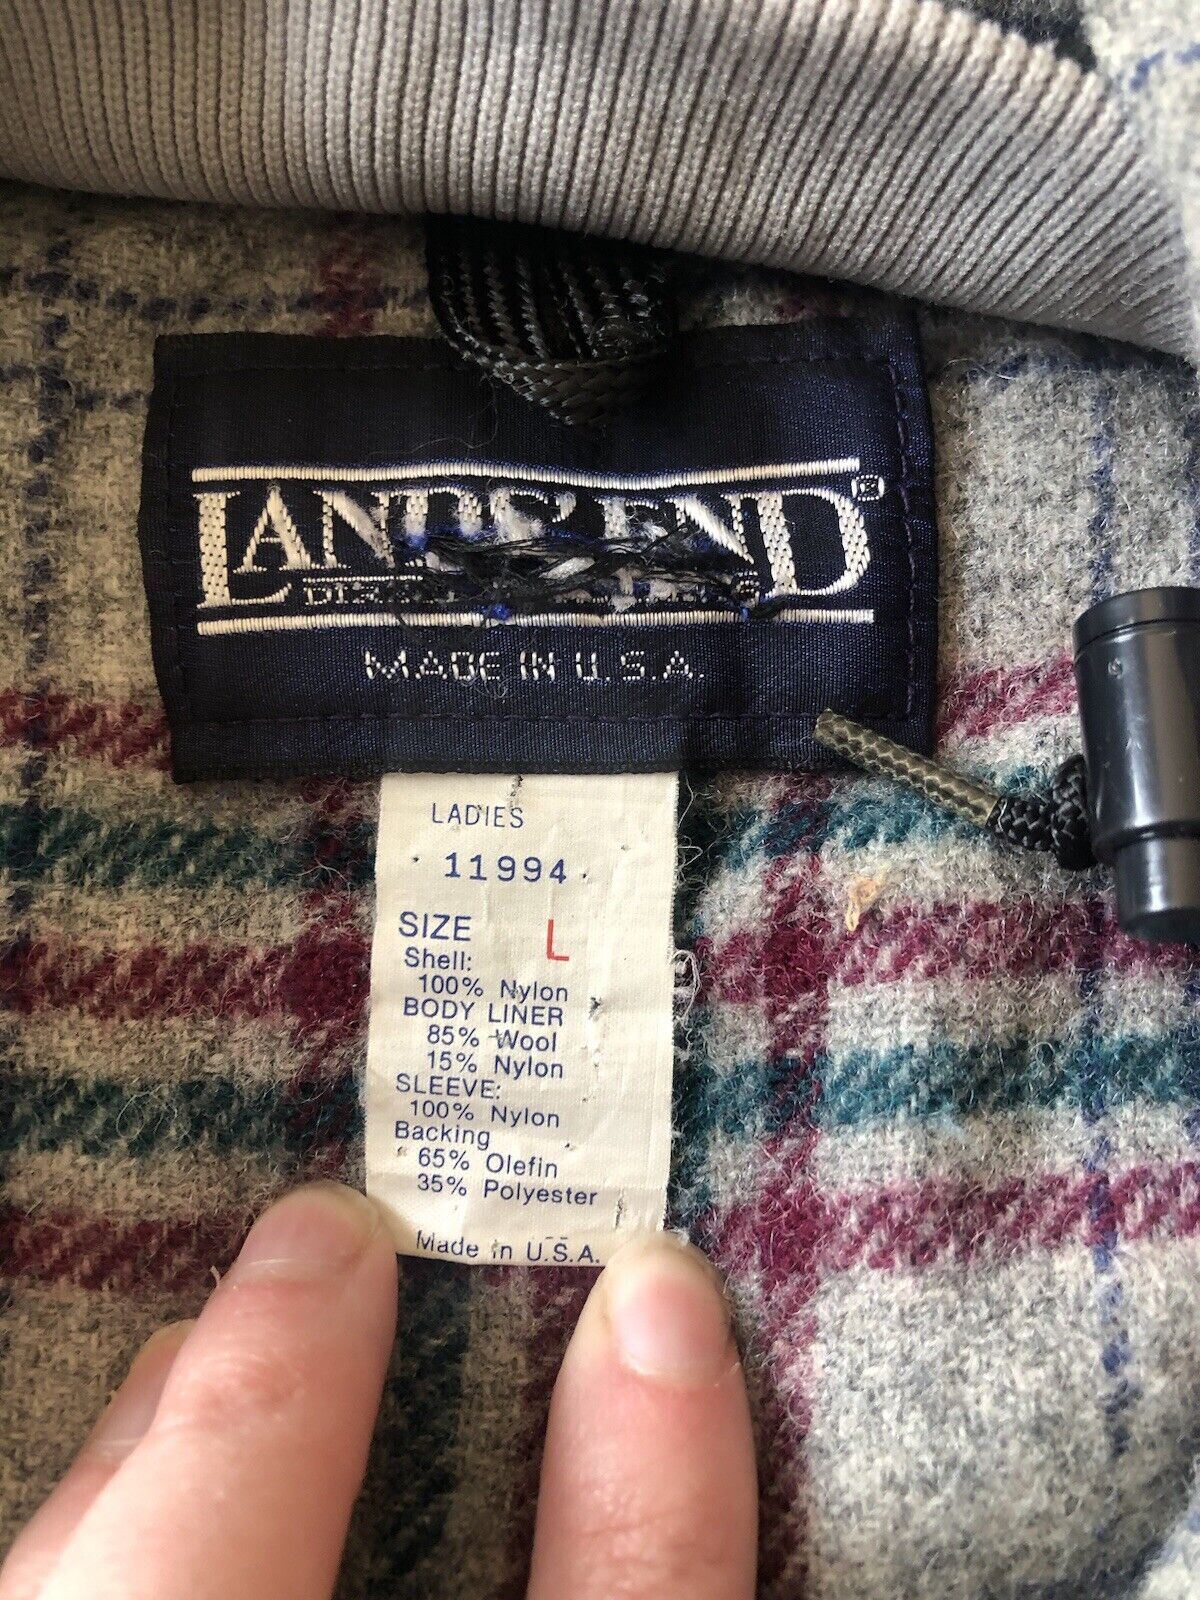 LANDS' END®
MADE IN U.S.A.
LADIES
11994
SIZE L
Shell:
100% Nylon
BODY LINER
85% Wool
15% Nylon
SLEEVE:
100% Nylon
Backing
65% Olefin
35% Polyester
Made in U.S.A.